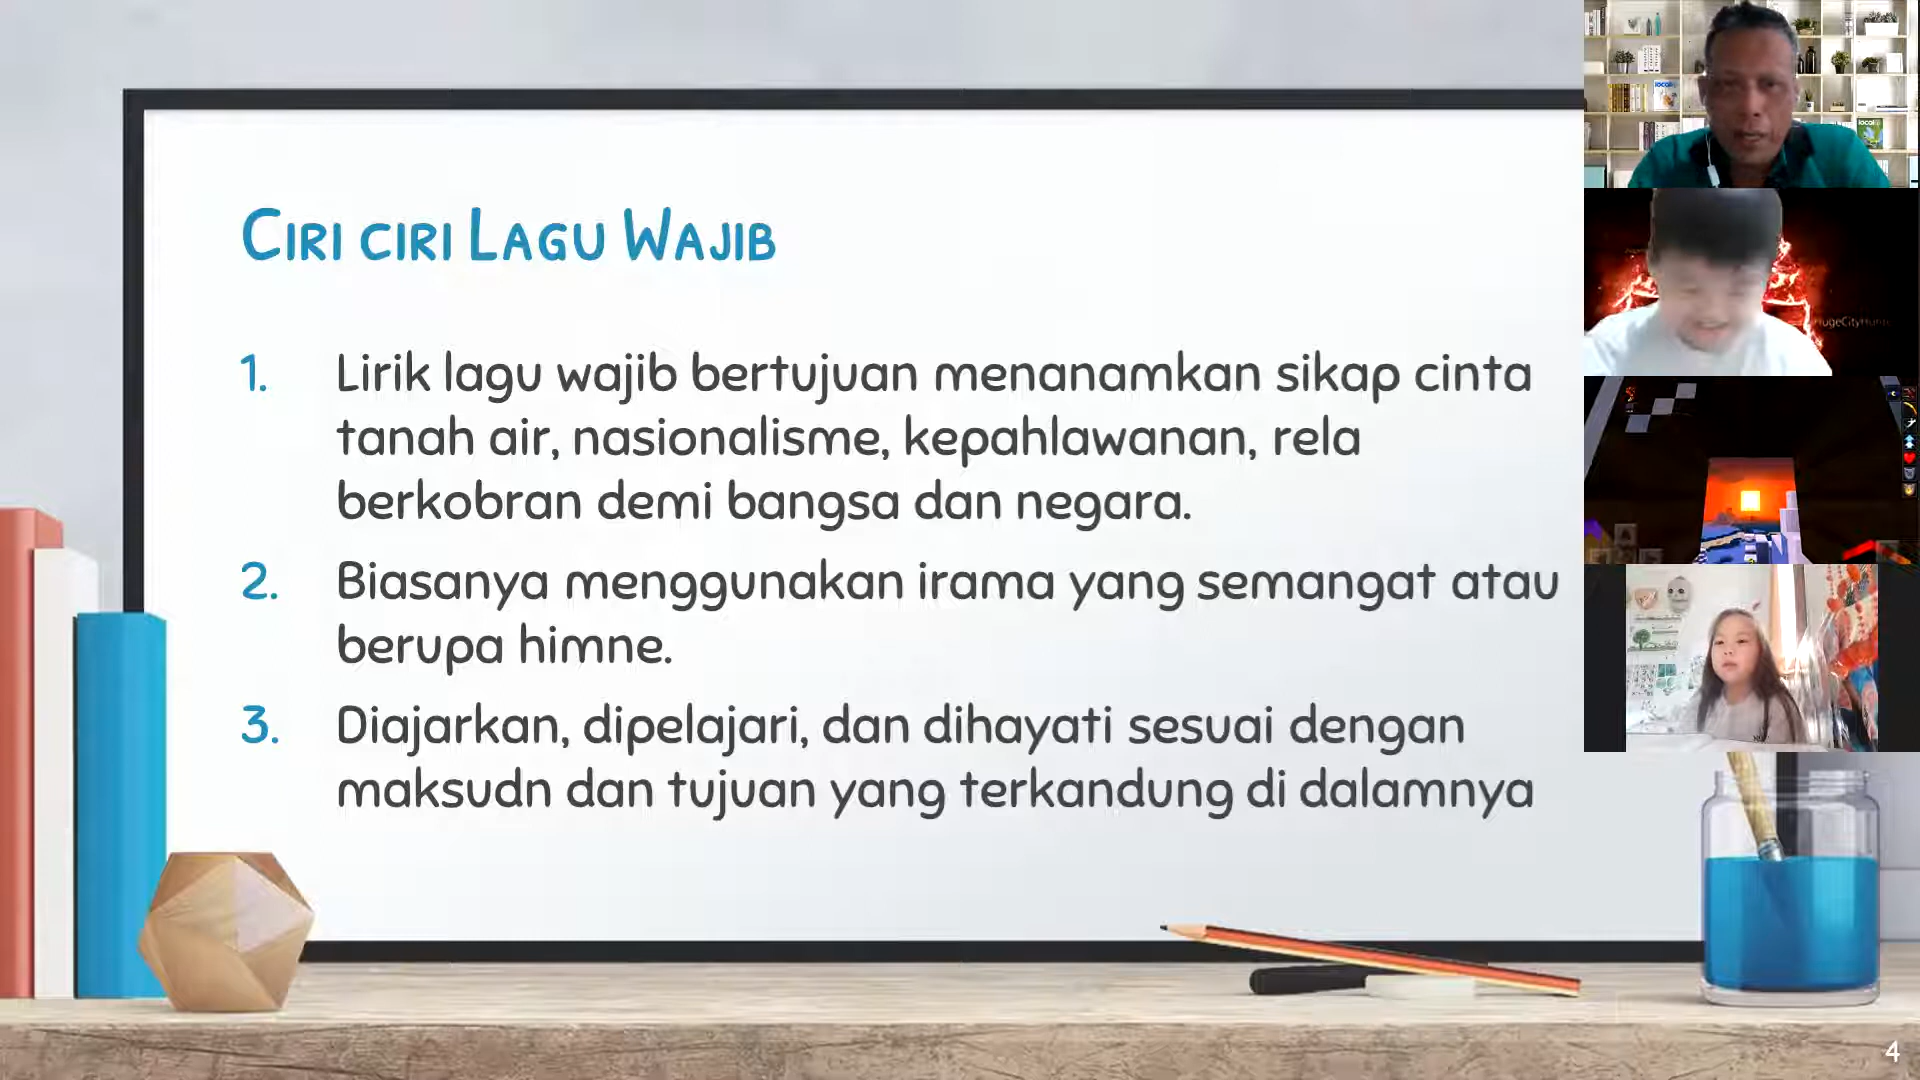 Ciri ciri Lagu Wajib
1. Lirik lagu wajib bertujuan menanamkan sikap cinta
tanah air, nasionalisme, kepahlawanan, rela
berkobran demi bangsa dan negara.
2. Biasanya menggunakan irama yang semangat atau
berupa himne.
3. Diajarkan, dipelajari, dan dihayati sesuai dengan
maksudn dan tujuan yang terkandung di dalamnya
4
local